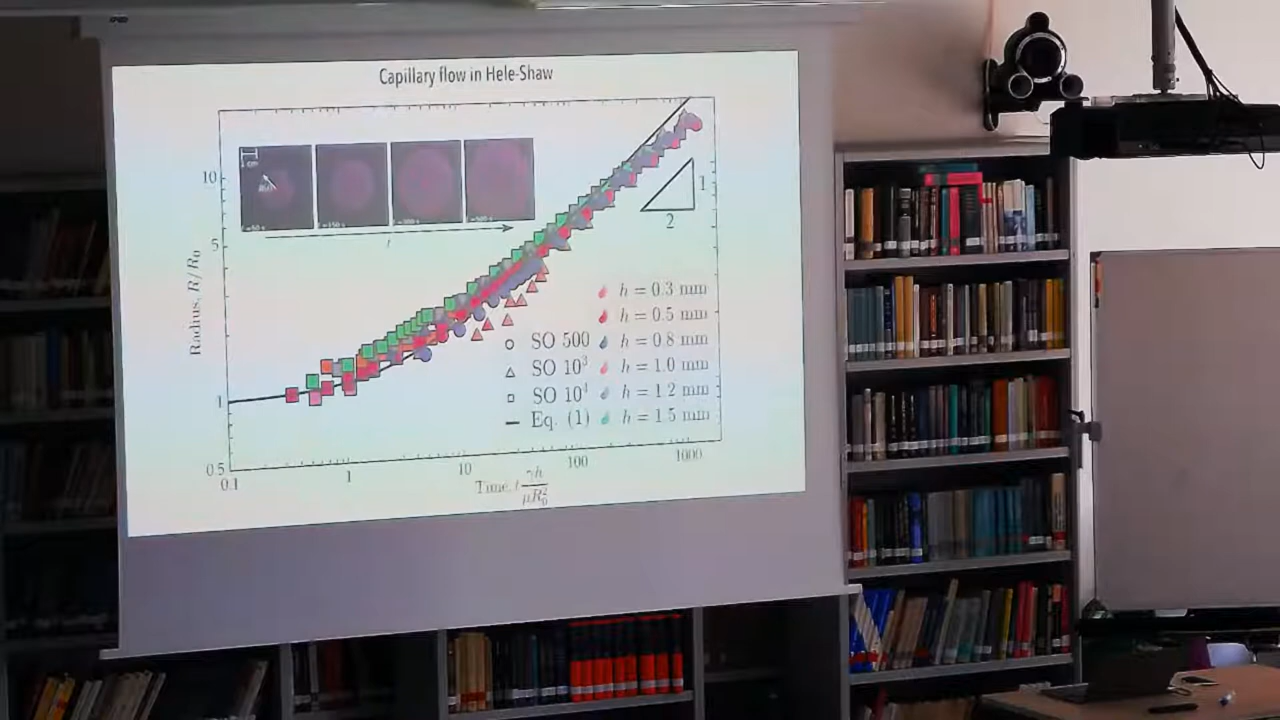 Capillary flow in Hele-Shaw
10
5
1
0.5
Radius, R/R₀
1 cm
t
1
2
h = 0.3 mm
h = 0.5 mm
SO 500 h = 0.8 mm
SO 10³ h = 1.0 mm
SO 10⁴ h = 1.2 mm
Eq. (1) h = 1.5 mm
0.1 1 10 100 1000
Time, t γh/μR₀²